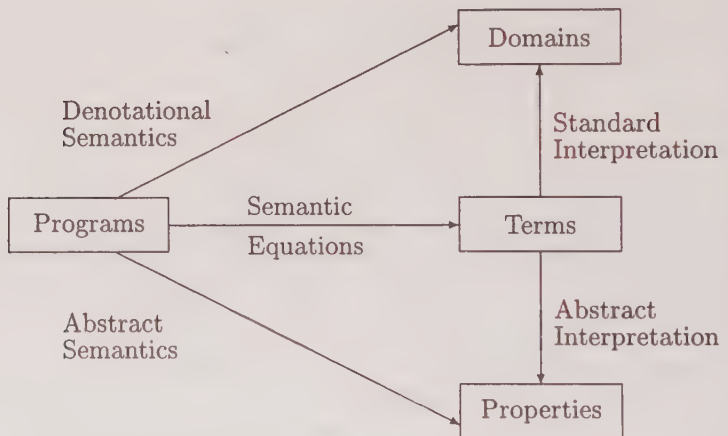 Domains
Denotational
Semantics
Standard
Interpretation
Programs
Semantic
Equations
Terms
Abstract
Semantics
Abstract
Interpretation
Properties